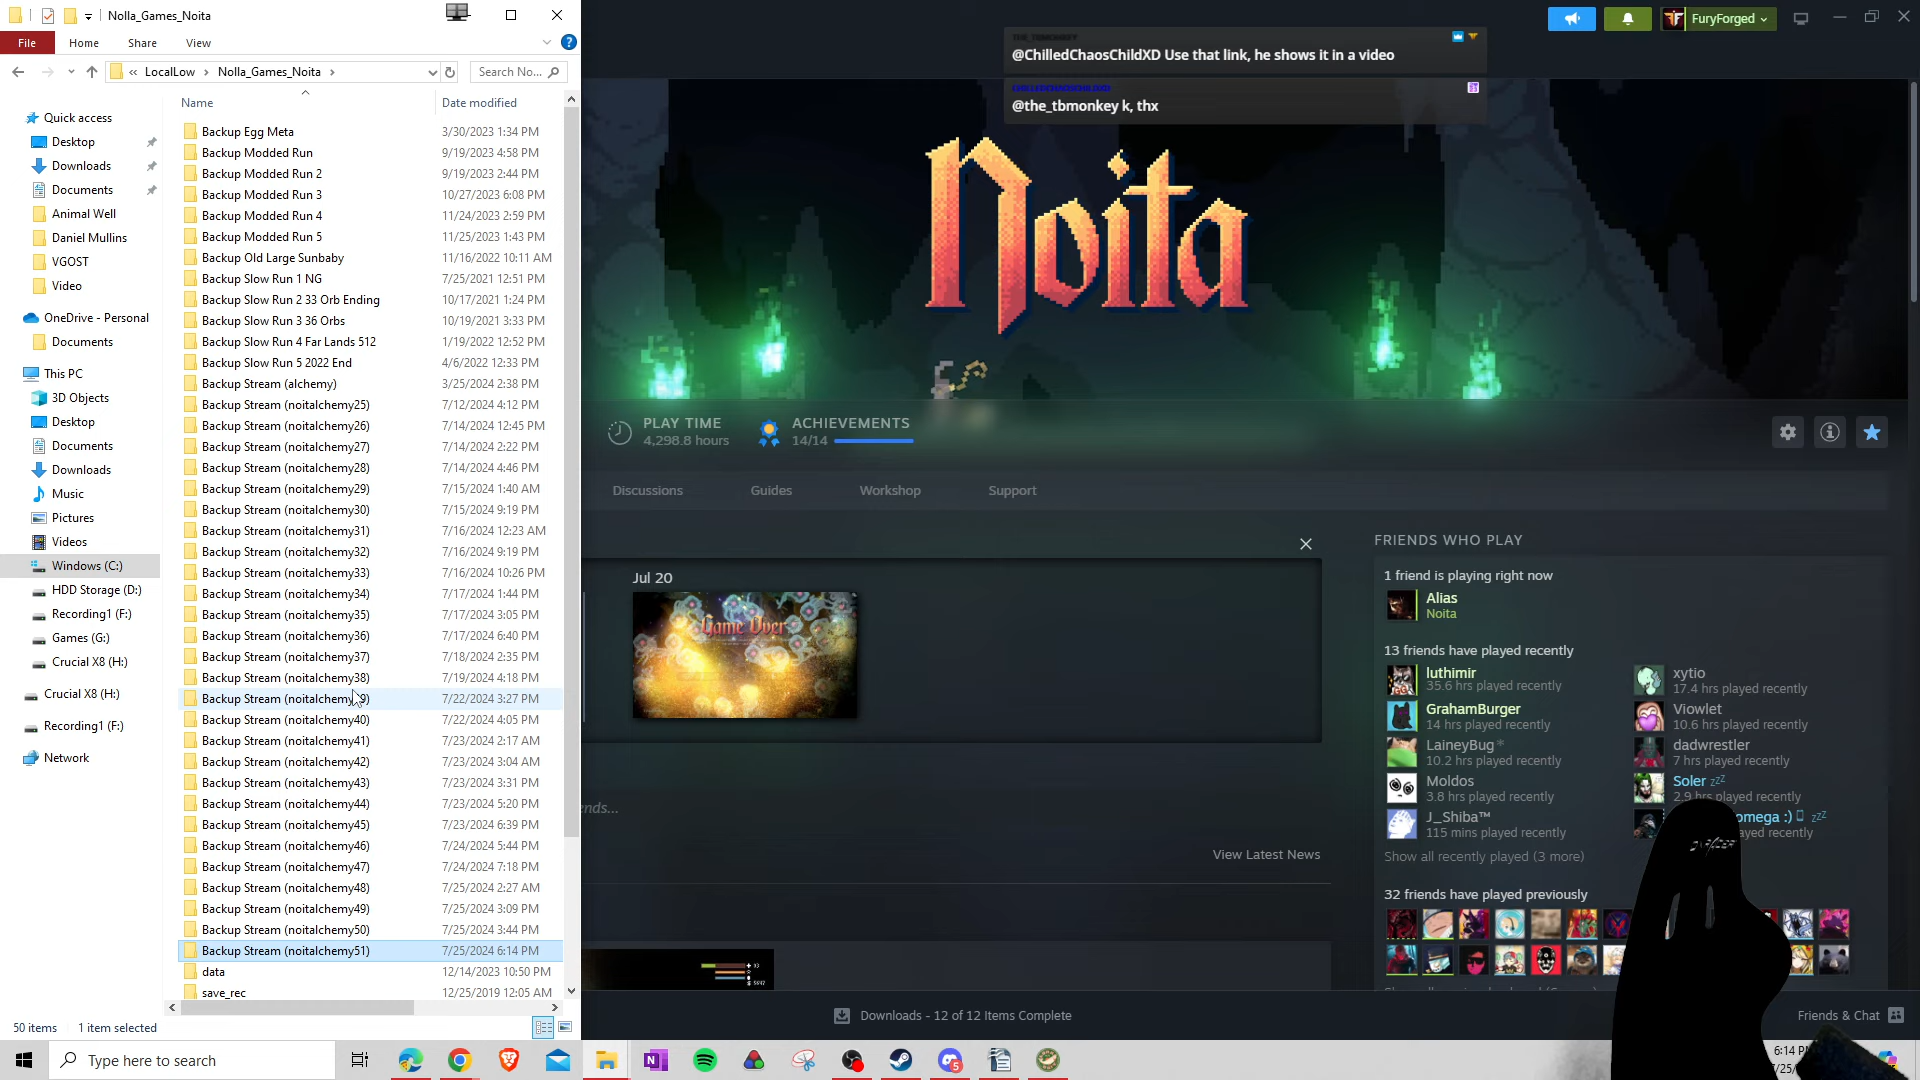 Nolla_Games_Noita
File
Home
Share
View
«
LocalLow
Nolla_Games_Noita
Search No...
Name
Date modified
Quick access
Desktop
Downloads
Documents
Animal Well
Daniel Mullins
VGOST
Video
OneDrive - Personal
Documents
This PC
3D Objects
Desktop
Documents
Downloads
Music
Pictures
Videos
Windows (C:)
HDD Storage (D:)
Recording1 (F:)
Games (G:)
Crucial X8 (H:)
Crucial X8 (H:)
Recording1 (F:)
Network
Backup Egg Meta 3/30/2023 1:34 PM
Backup Modded Run 9/19/2023 4:58 PM
Backup Modded Run 2 9/19/2023 2:44 PM
Backup Modded Run 3 10/27/2023 6:08 PM
Backup Modded Run 4 11/24/2023 2:59 PM
Backup Modded Run 5 11/25/2023 1:43 PM
Backup Old Large Sunbaby 11/16/2022 10:11 AM
Backup Slow Run 1 NG 7/25/2021 12:51 PM
Backup Slow Run 2 33 Orb Ending 10/17/2021 1:24 PM
Backup Slow Run 3 36 Orbs 10/19/2021 3:33 PM
Backup Slow Run 4 Far Lands 512 1/19/2022 12:52 PM
Backup Slow Run 5 2022 End 4/6/2022 12:33 PM
Backup Stream (alchemy) 3/25/2024 2:38 PM
Backup Stream (noitalchemy25) 7/12/2024 4:12 PM
Backup Stream (noitalchemy26) 7/14/2024 12:45 PM
Backup Stream (noitalchemy27) 7/14/2024 2:22 PM
Backup Stream (noitalchemy28) 7/14/2024 4:46 PM
Backup Stream (noitalchemy29) 7/15/2024 1:40 AM
Backup Stream (noitalchemy30) 7/15/2024 9:19 PM
Backup Stream (noitalchemy31) 7/16/2024 12:23 AM
Backup Stream (noitalchemy32) 7/16/2024 9:19 PM
Backup Stream (noitalchemy33) 7/16/2024 10:26 PM
Backup Stream (noitalchemy34) 7/17/2024 1:44 PM
Backup Stream (noitalchemy35) 7/17/2024 3:05 PM
Backup Stream (noitalchemy36) 7/17/2024 6:40 PM
Backup Stream (noitalchemy37) 7/18/2024 2:35 PM
Backup Stream (noitalchemy38) 7/19/2024 4:18 PM
Backup Stream (noitalchemy 9) 7/22/2024 3:27 PM
Backup Stream (noitalchemy40) 7/22/2024 4:05 PM
Backup Stream (noitalchemy41) 7/23/2024 2:17 AM
Backup Stream (noitalchemy42) 7/23/2024 3:04 AM
Backup Stream (noitalchemy43) 7/23/2024 3:31 PM
Backup Stream (noitalchemy44) 7/23/2024 5:20 PM
Backup Stream (noitalchemy45) 7/23/2024 6:39 PM
Backup Stream (noitalchemy46) 7/24/2024 5:44 PM
Backup Stream (noitalchemy47) 7/24/2024 7:18 PM
Backup Stream (noitalchemy48) 7/25/2024 2:27 AM
Backup Stream (noitalchemy49) 7/25/2024 3:09 PM
Backup Stream (noitalchemy50) 7/25/2024 3:44 PM
Backup Stream (noitalchemy51) 7/25/2024 6:14 PM
data 12/14/2023 10:50 PM
save_rec 12/25/2019 12:05 AM
50 items 1 item selected
FuryForged
THE_TBMONKEY
@ChilledChaosChildXD Use that link, he shows it in a video
@the_tbmonkey k, thx
Noita
PLAY TIME
4,298.8 hours
ACHIEVEMENTS
14/14
Discussions
Guides
Workshop
Support
Jul 20
Game Over
ends...
View Latest News
FRIENDS WHO PLAY
1 friend is playing right now
Alias
Noita
13 friends have played recently
luthimir
35.6 hrs played recently
xytio
17.4 hrs played recently
GrahamBurger
14 hrs played recently
Viowlet
10.6 hrs played recently
LaineyBug*
10.2 hrs played recently
dadwrestler
7 hrs played recently
Moldos
3.8 hrs played recently
Soler zzZ
2.9 hrs played recently
J_Shiba™
115 mins played recently
omega :) zzZ
ayed recently
Show all recently played (3 more)
32 friends have played previously
Downloads - 12 of 12 Items Complete
Friends & Chat
Type here to search
5
6:14 PM